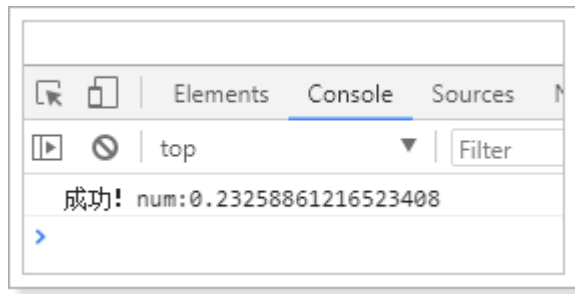 Elements Console Sources
top Filter
成功! num:0.23258861216523408
>